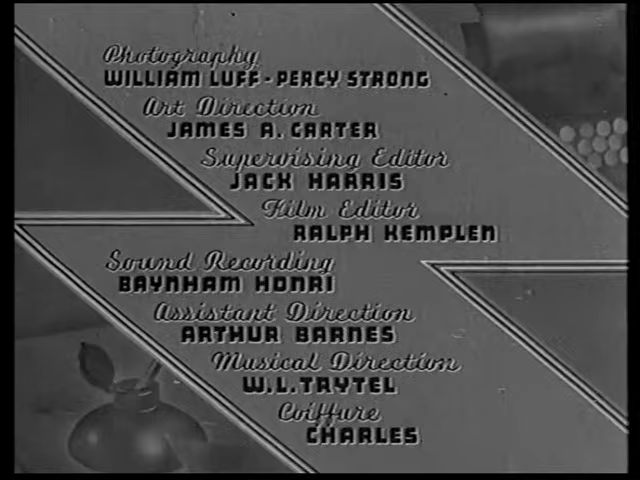 Photography
WILLIAM LUFF - PERCY STRONG
Art Direction
JAMES A. CARTER
Supervising Editor
JACK HARRIS
Film Editor
RALPH KEMPLEN
Sound Recording
BAYNHAM HONRI
Assistant Direction
ARTHUR BARNES
Musical Direction
W.L. TRYTEL
Coiffure
CHARLES